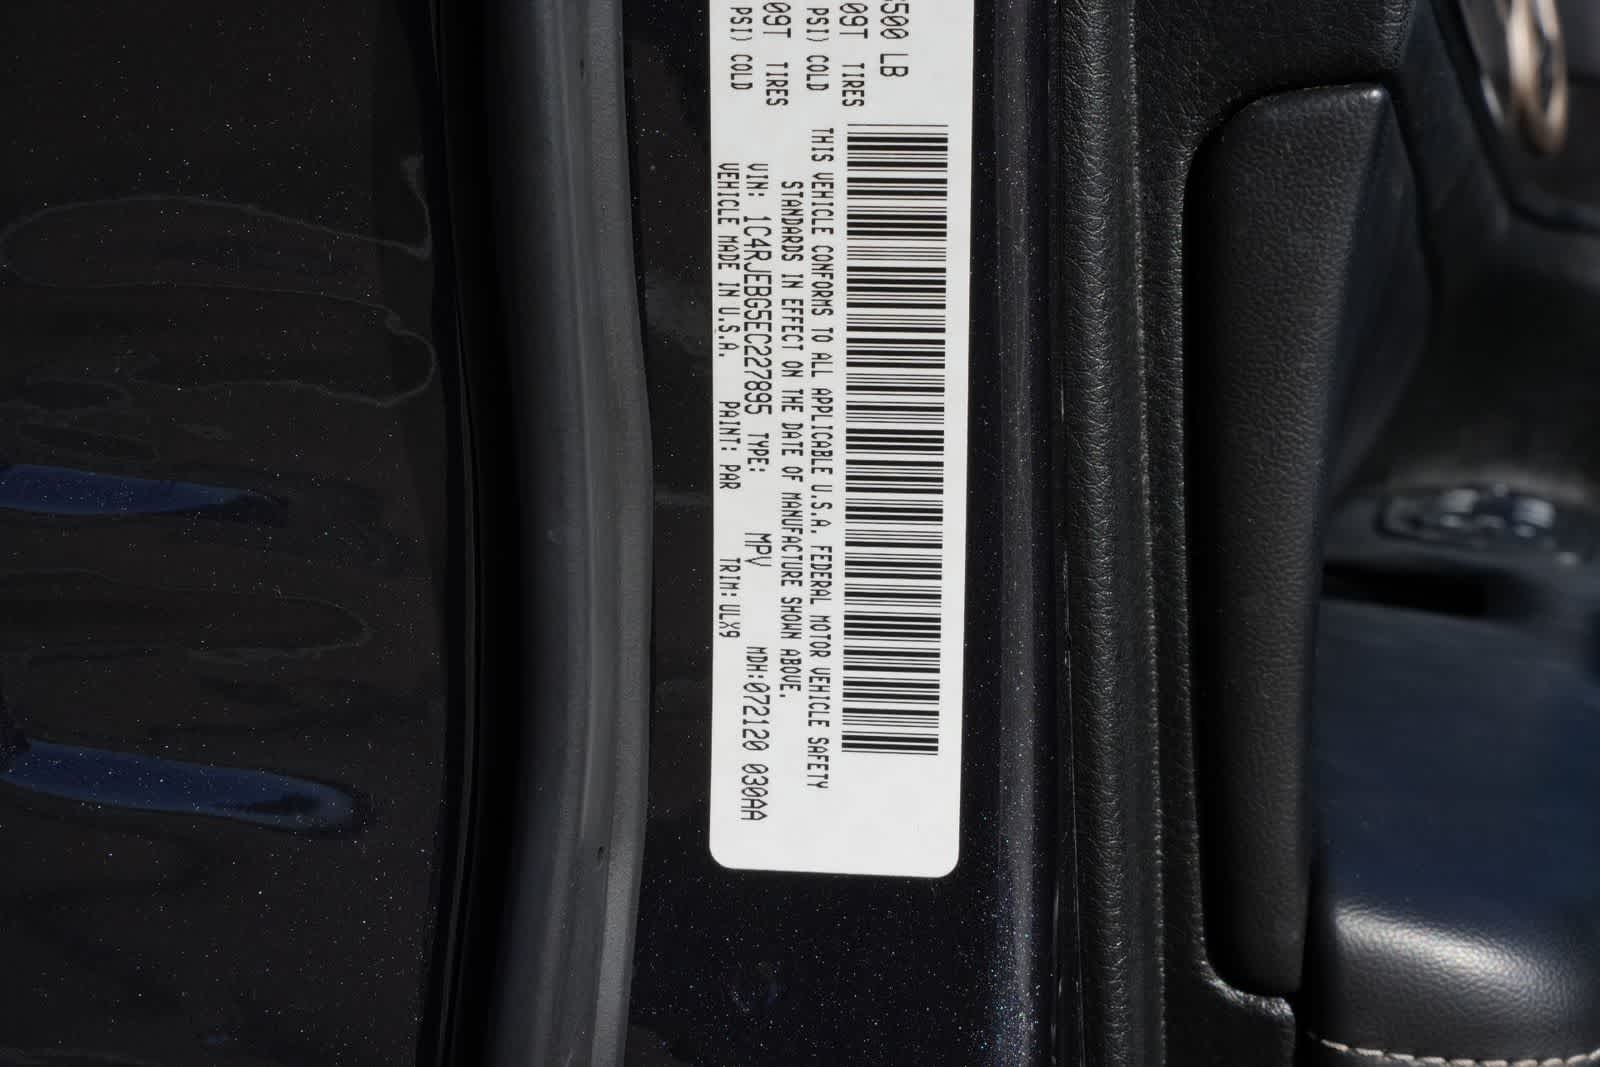 6500 LB
09T TIRES
PSI) COLD
09T TIRES
PSI) COLD
THIS VEHICLE CONFORMS TO ALL APPLICABLE U.S.A. FEDERAL MOTOR VEHICLE SAFETY
STANDARDS IN EFFECT ON THE DATE OF MANUFACTURE SHOWN ABOVE.
VIN: 1C4RJEBG5EC227895 TYPE: MPV MDH:072120 030AA
VEHICLE MADE IN U.S.A. PAINT: PAR TRIM: ULX9